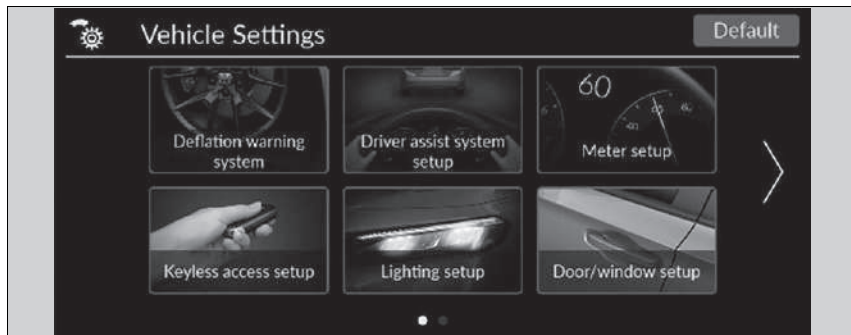 Vehicle Settings
Default
Deflation warning
system
Driver assist system
setup
60
Meter setup
Keyless access setup
Lighting setup
Door/window setup